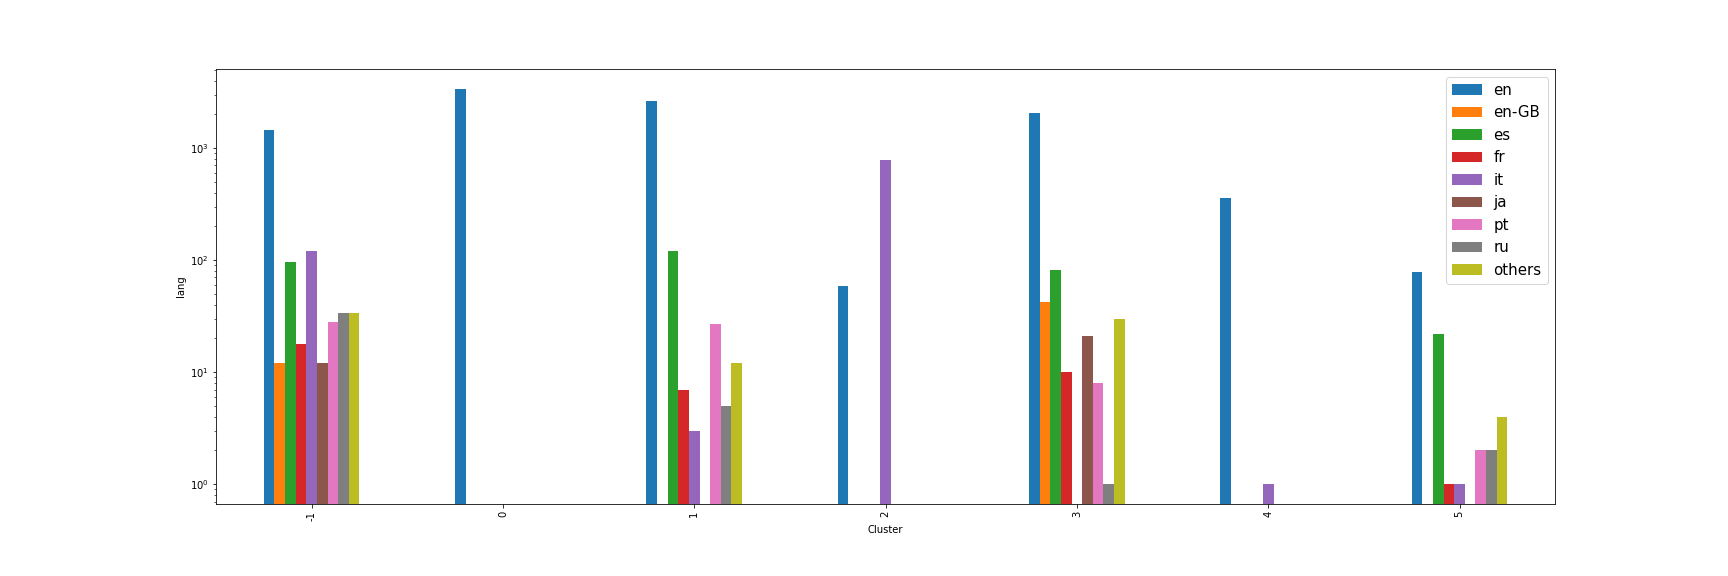 en
en-GB
es
fr
it
ja
pt
ru
others
10³
10²
10¹
10⁰
lang
-1 0 1 2 3 4 5
Cluster